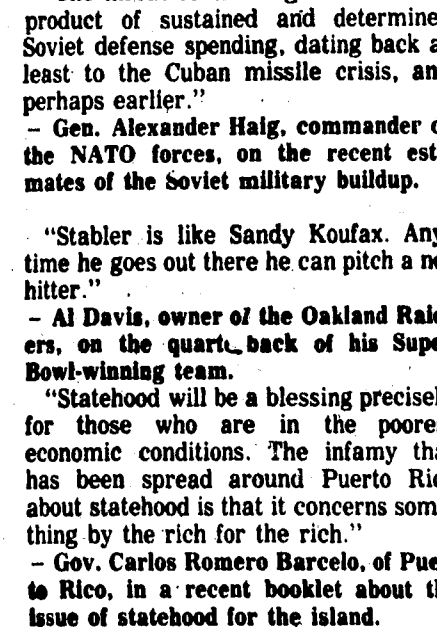 product of sustained and determine
Soviet defense spending, dating back a
least to the Cuban missile crisis, an
perhaps earlier."
– Gen. Alexander Haig, commander o
the NATO forces, on the recent est
mates of the Soviet military buildup.
"Stabler is like Sandy Koufax. Any
time he goes out there he can pitch a no
hitter."
– Al Davis, owner of the Oakland Raid
ers, on the quarterback of his Supe
Bowl-winning team.
"Statehood will be a blessing precisel
for those who are in the poore
economic conditions. The infamy tha
has been spread around Puerto Ric
about statehood is that it concerns som
thing by the rich for the rich."
– Gov. Carlos Romero Barcelo, of Pue
to Rico, in a recent booklet about th
issue of statehood for the island.